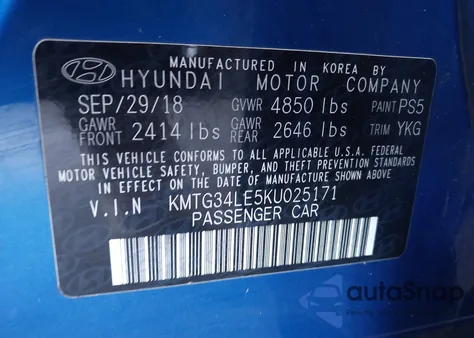 MANUFACTURED IN KOREA BY
HYUNDAI MOTOR COMPANY
SEP/29/18 GVWR 4850 lbs PAINT PS5
GAWR FRONT 2414 lbs GAWR REAR 2646 lbs TRIM YKG
THIS VEHICLE CONFORMS TO ALL APPLICABLE U.S.A. FEDERAL
MOTOR VEHICLE SAFETY, BUMPER, AND THEFT PREVENTION STANDARDS
IN EFFECT ON THE DATE OF MANUFACTURE SHOWN ABOVE.
V.I.N KMTG34LE5KU025171
PASSENGER CAR
autoSnap